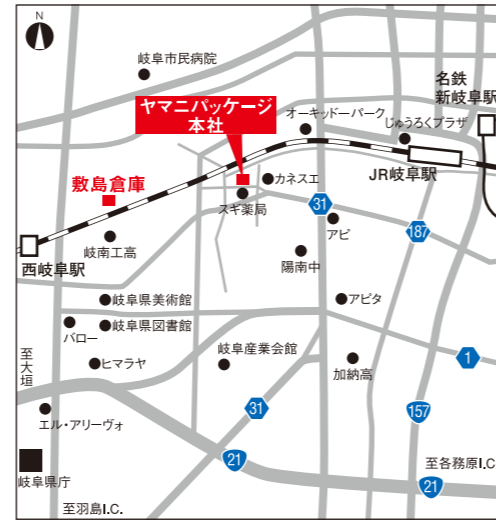 N
岐阜市民病院
名鉄
新岐阜駅
ヤマニパッケージ
本社
オーキッドーパーク
じゅうろくプラザ
敷島倉庫
カネスエ
JR岐阜駅
スギ薬局
31
アピ
187
岐南工高
西岐阜駅
陽南中
岐阜県美術館
アピタ
バロー
岐阜県図書館
至大垣
ヒマラヤ
岐阜産業会館
加納高
1
31
157
エル・アリーヴォ
21
岐阜県庁
至各務原I.C.
21
至羽島I.C.